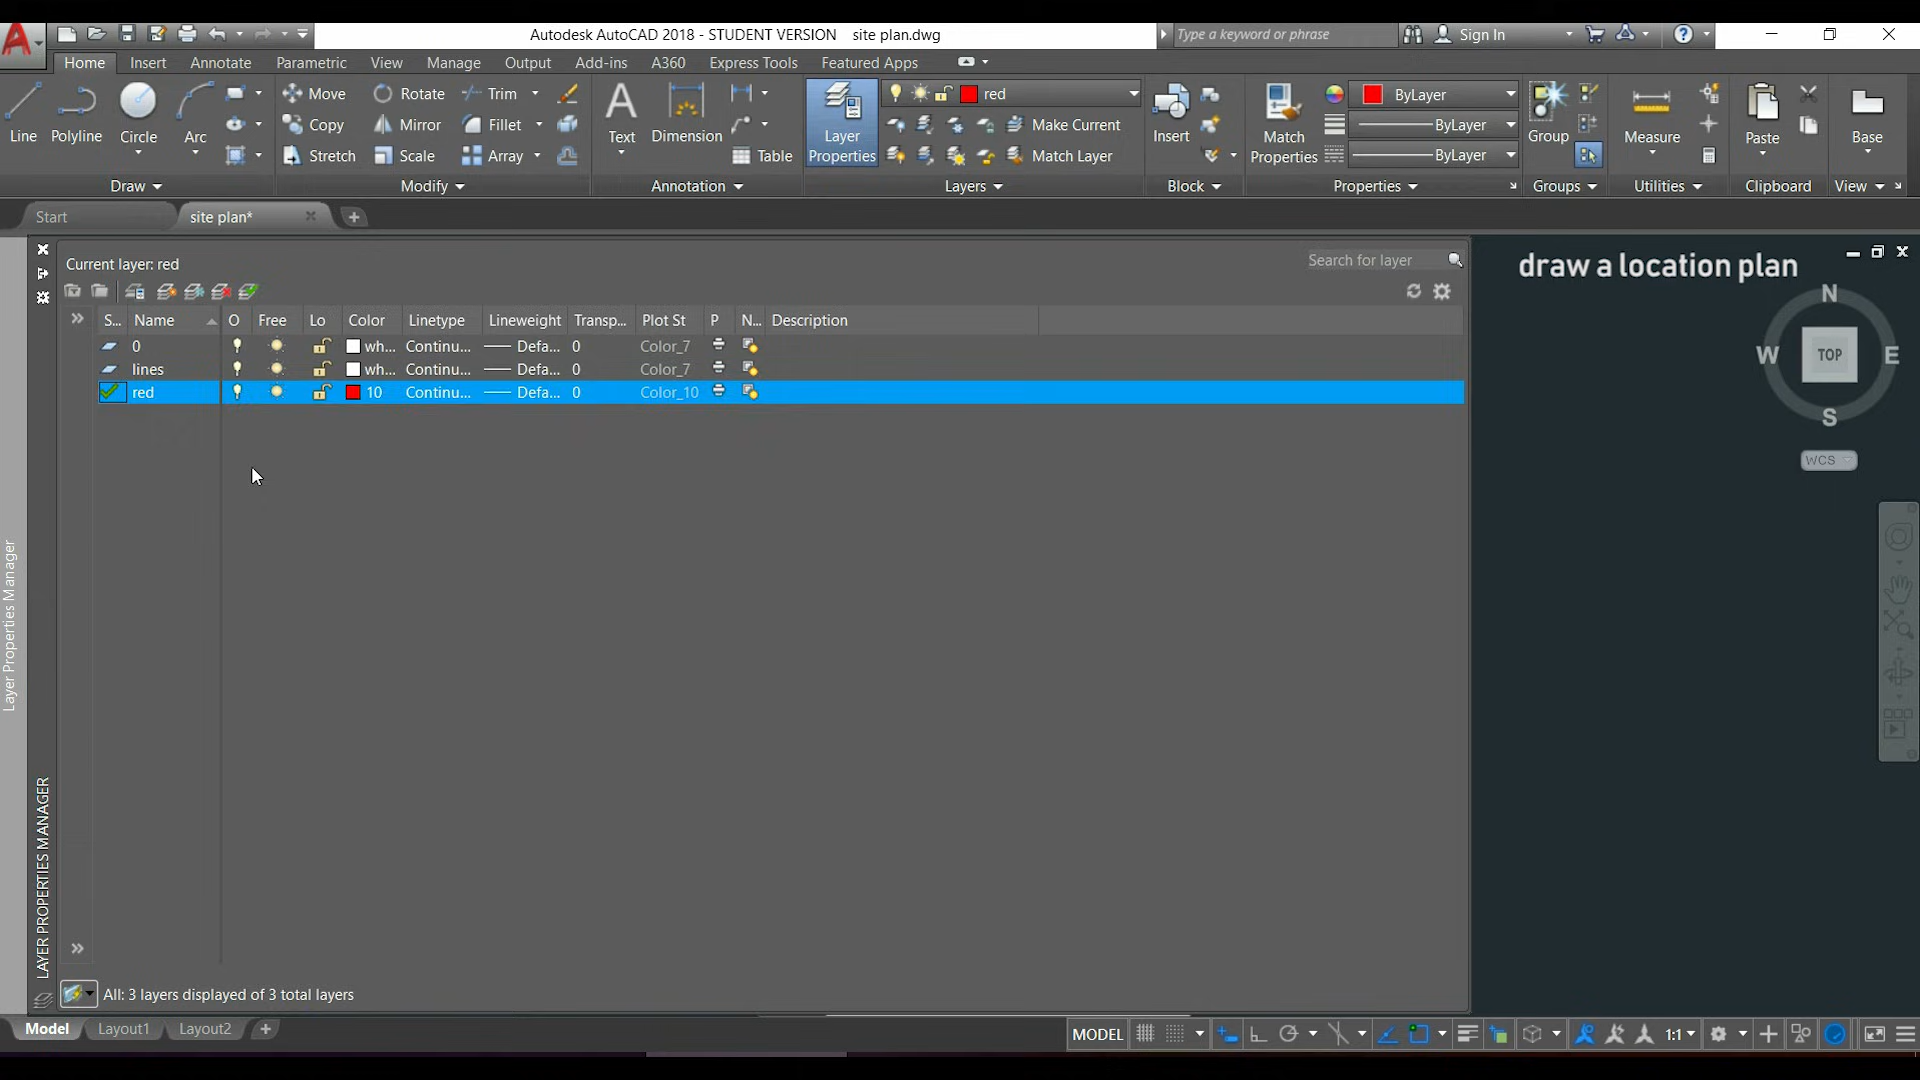 Autodesk AutoCAD 2018 - STUDENT VERSION site plan.dwg
Type a keyword or phrase
Sign In
Home Insert Annotate Parametric View Manage Output Add-ins A360 Express Tools Featured Apps
Line Polyline Circle Arc
Move Rotate Trim
Copy Mirror Fillet
Stretch Scale Array
Text Dimension Table
Layer Properties
red
Make Current
Match Layer
Insert
Match Properties
ByLayer
ByLayer
ByLayer
Group
Measure
Paste
Base
Draw Modify Annotation Layers Block Properties Groups Utilities Clipboard View
Start site plan*
Current layer: red
Search for layer
draw a location plan
S... Name O Free Lo Color Linetype Lineweight Transp... Plot St P N... Description
0 wh... Continu... Defa... 0 Color_7
lines wh... Continu... Defa... 0 Color_7
red 10 Continu... Defa... 0 Color_10
N
W TOP E
S
WCS
Layer Properties Manager
LAYER PROPERTIES MANAGER
All: 3 layers displayed of 3 total layers
Model Layout1 Layout2
MODEL 1:1